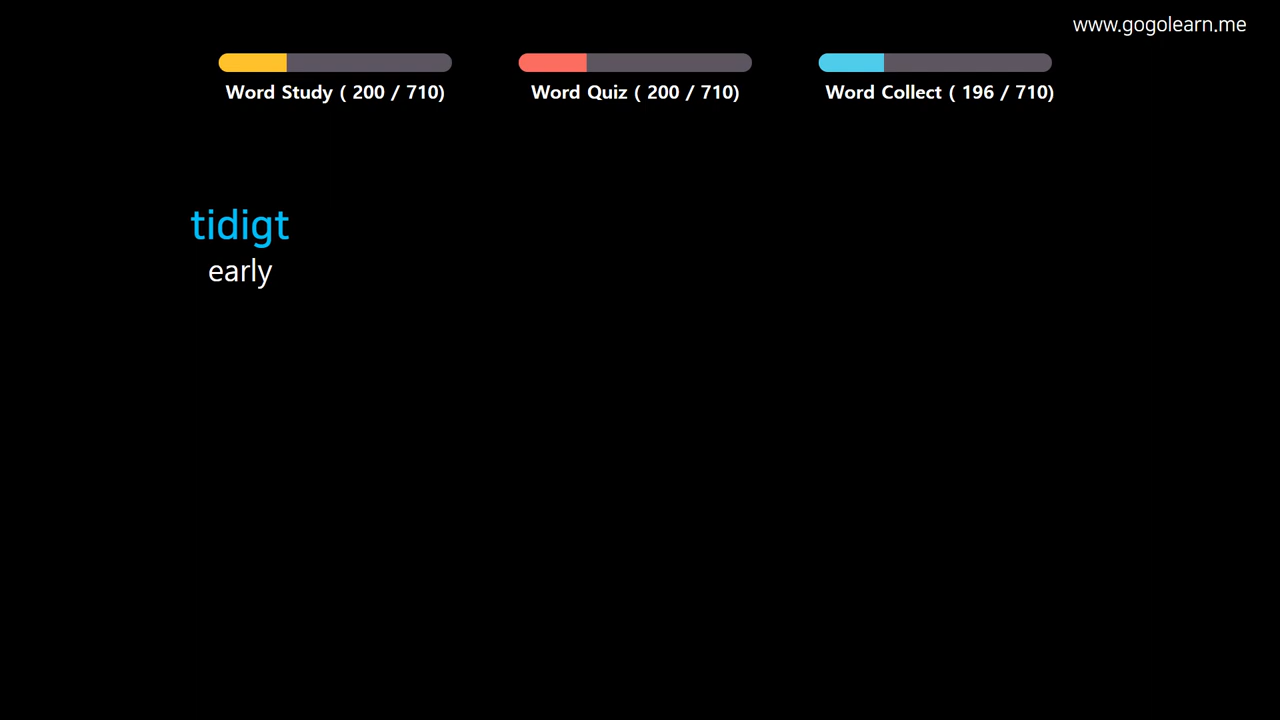 www.gogolearn.me
Word Study ( 200 / 710)
Word Quiz ( 200 / 710)
Word Collect ( 196 / 710)
tidigt
early